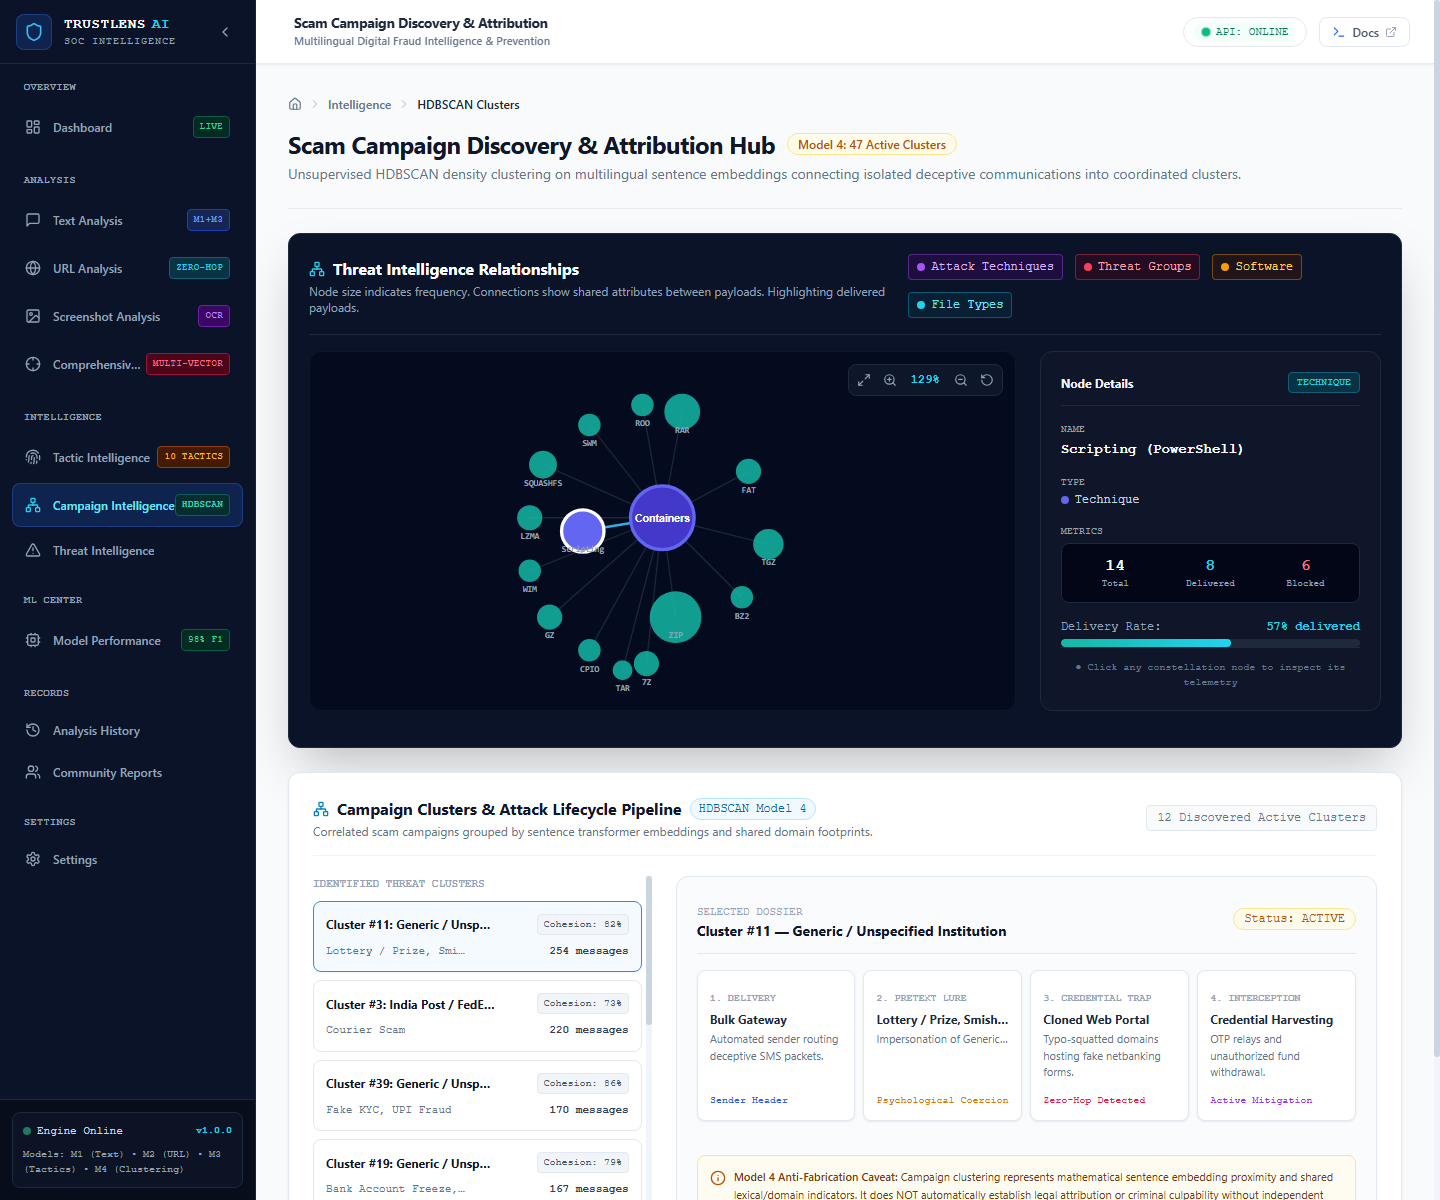 TRUSTLENS AI
SOC INTELLIGENCE
OVERVIEW
Dashboard
LIVE
ANALYSIS
Text Analysis
M1+M3
URL Analysis
ZERO-HOP
Screenshot Analysis
OCR
Comprehensiv...
MULTI-VECTOR
INTELLIGENCE
Tactic Intelligence
10 TACTICS
Campaign Intelligence
HDBSCAN
Threat Intelligence
ML CENTER
Model Performance
98% F1
RECORDS
Analysis History
Community Reports
SETTINGS
Settings
Engine Online
v1.0.0
Models: M1 (Text) • M2 (URL) • M3
(Tactics) • M4 (Clustering)
Scam Campaign Discovery & Attribution
Multilingual Digital Fraud Intelligence & Prevention
API: ONLINE
Docs
Intelligence
HDBSCAN Clusters
Scam Campaign Discovery & Attribution Hub
Model 4: 47 Active Clusters
Unsupervised HDBSCAN density clustering on multilingual sentence embeddings connecting isolated deceptive communications into coordinated clusters.
Threat Intelligence Relationships
Node size indicates frequency. Connections show shared attributes between payloads. Highlighting delivered
payloads.
Attack Techniques
Threat Groups
Software
File Types
129%
ROO
RAR
SWM
SQUASHFS
FAT
LZMA
Scripting
Containers
TGZ
WIM
BZ2
GZ
ZIP
CPIO
TAR
7Z
Node Details
TECHNIQUE
NAME
Scripting (PowerShell)
TYPE
Technique
METRICS
14
8
6
Total
Delivered
Blocked
Delivery Rate:
57% delivered
● Click any constellation node to inspect its
telemetry
Campaign Clusters & Attack Lifecycle Pipeline
HDBSCAN Model 4
Correlated scam campaigns grouped by sentence transformer embeddings and shared domain footprints.
12 Discovered Active Clusters
IDENTIFIED THREAT CLUSTERS
Cluster #11: Generic / Unsp...
Cohesion: 82%
Lottery / Prize, Smi…
254 messages
Cluster #3: India Post / FedE...
Cohesion: 73%
Courier Scam
220 messages
Cluster #39: Generic / Unsp...
Cohesion: 86%
Fake KYC, UPI Fraud
170 messages
Cluster #19: Generic / Unsp...
Cohesion: 79%
Bank Account Freeze,…
167 messages
SELECTED DOSSIER
Cluster #11 — Generic / Unspecified Institution
Status: ACTIVE
1. DELIVERY
Bulk Gateway
Automated sender routing
deceptive SMS packets.
Sender Header
2. PRETEXT LURE
Lottery / Prize, Smish...
Impersonation of Generic...
Psychological Coercion
3. CREDENTIAL TRAP
Cloned Web Portal
Typo-squatted domains
hosting fake netbanking
forms.
Zero-Hop Detected
4. INTERCEPTION
Credential Harvesting
OTP relays and
unauthorized fund
withdrawal.
Active Mitigation
Model 4 Anti-Fabrication Caveat: Campaign clustering represents mathematical sentence embedding proximity and shared
lexical/domain indicators. It does NOT automatically establish legal attribution or criminal culpability without independent